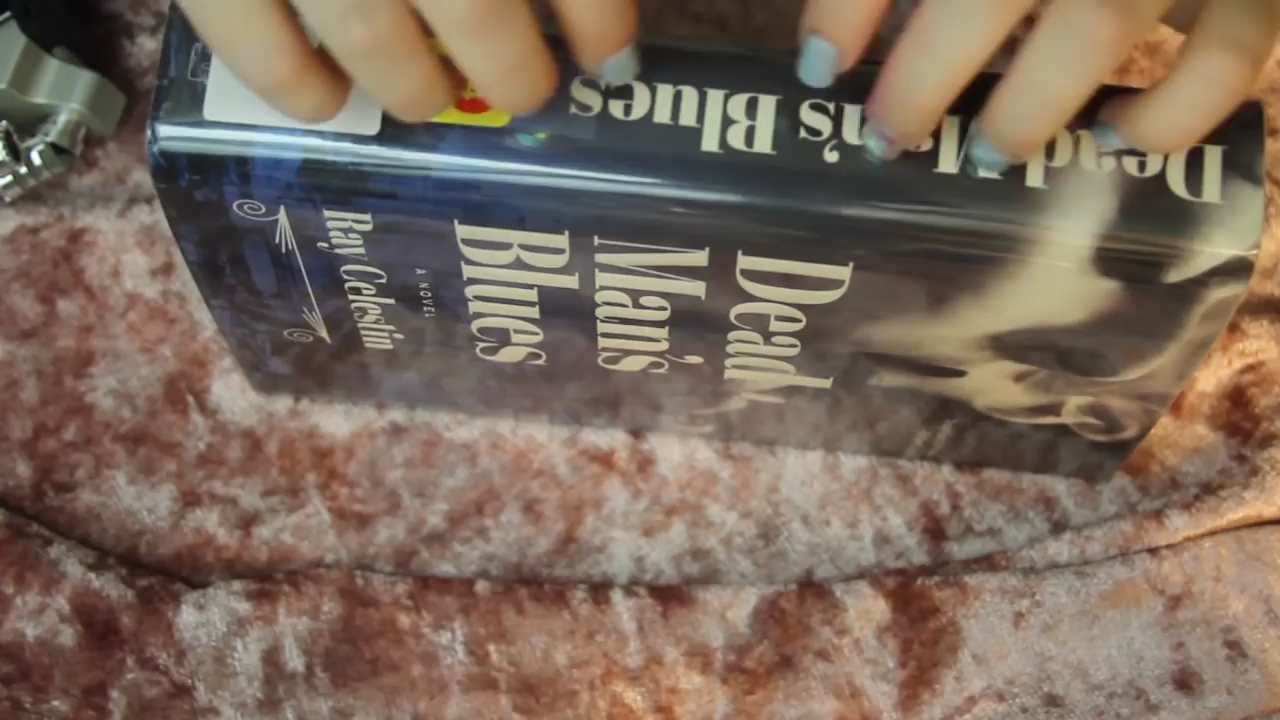 Dead Man's Blues
Dead
Man's
Blues
A NOVEL
Ray Celestin